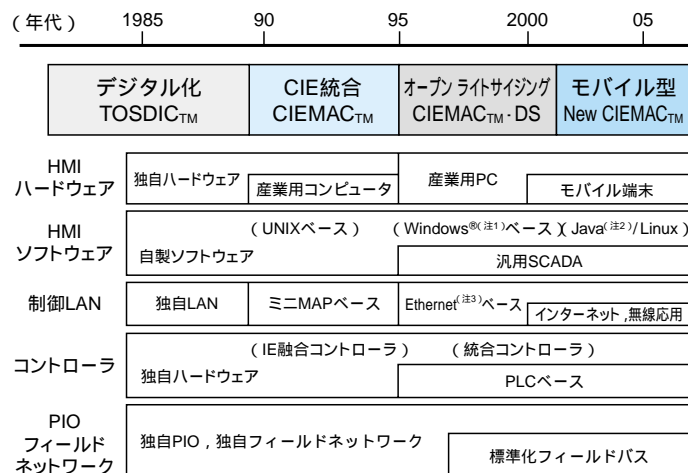 （年代） 1985 90 95 2000 05
デジタル化 CIE統合 オープン ライトサイジング モバイル型
TOSDICTM CIEMACTM CIEMACTM・DS New CIEMACTM
HMI
ハードウェア
独自ハードウェア 産業用コンピュータ 産業用PC モバイル端末
HMI
ソフトウェア
（UNIXベース） （Windows®(注1)ベース）（Java(注2)/Linux）
自製ソフトウェア 汎用SCADA
制御LAN 独自LAN ミニMAPベース Ethernet(注3)ベース インターネット,無線応用
コントローラ
（IE融合コントローラ） （統合コントローラ）
独自ハードウェア PLCベース
PIO
フィールド
ネットワーク
独自PIO，独自フィールドネットワーク 標準化フィールドバス